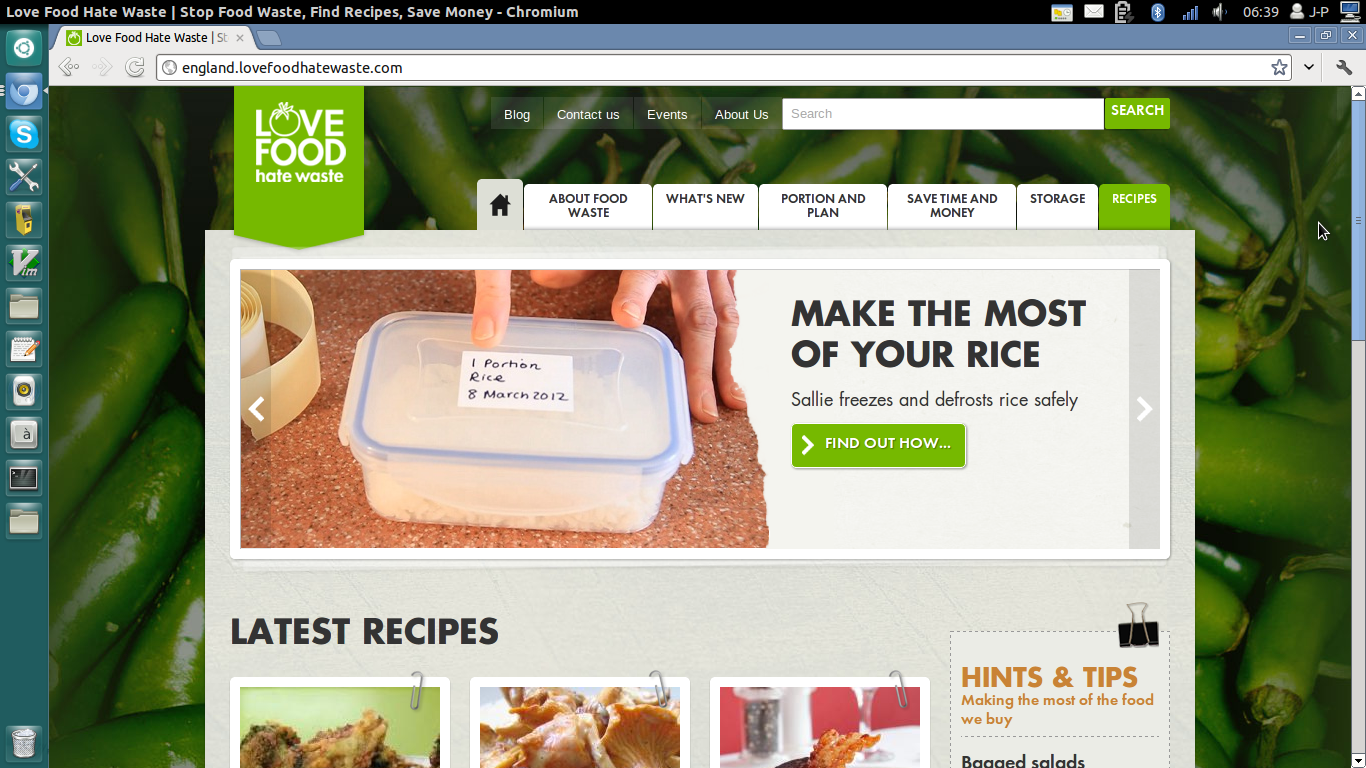 Love Food Hate Waste | Stop Food Waste, Find Recipes, Save Money - Chromium
06:39
J-P
Love Food Hate Waste | St
england.lovefoodhatewaste.com
LOVE
FOOD
hate waste
Blog
Contact us
Events
About Us
Search
SEARCH
ABOUT FOOD
WASTE
WHAT'S NEW
PORTION AND
PLAN
SAVE TIME AND
MONEY
STORAGE
RECIPES
1 Portion
Rice
8 March 2012
MAKE THE MOST
OF YOUR RICE
Sallie freezes and defrosts rice safely
FIND OUT HOW...
LATEST RECIPES
HINTS & TIPS
Making the most of the food
we buy
Bagged salads
Vim
à